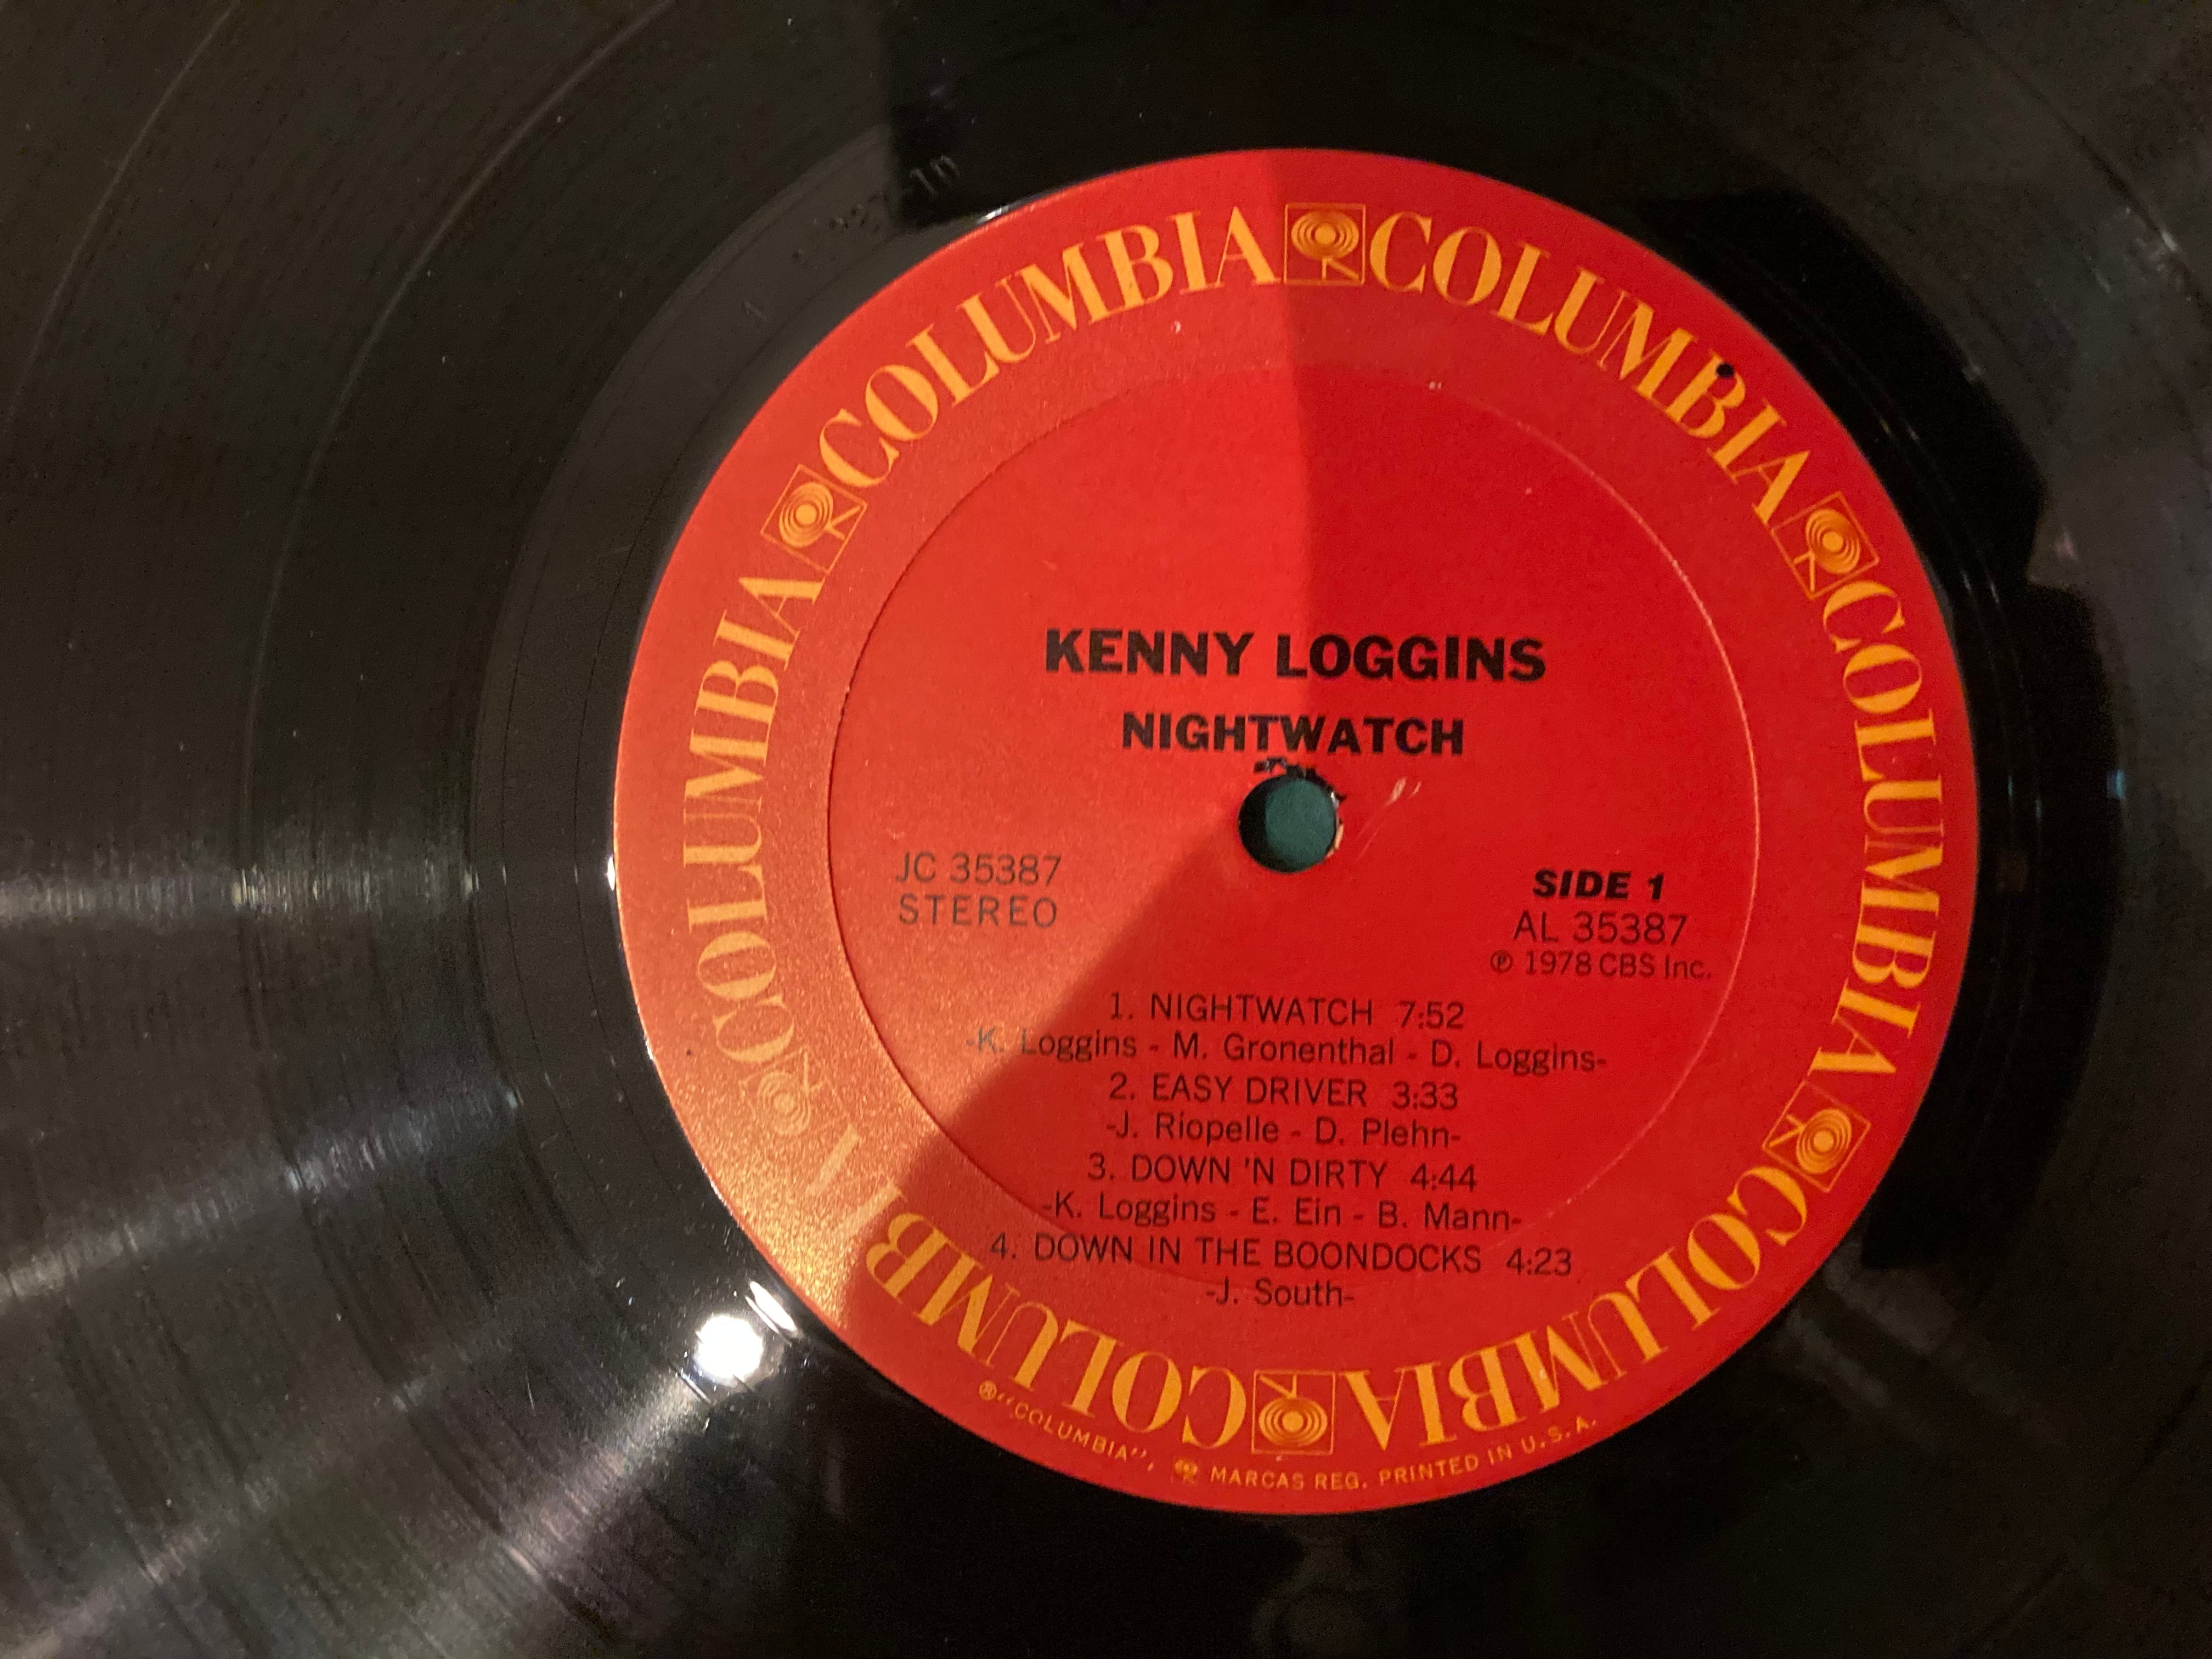 COLUMBIA COLUMBIA COLUMBIA COLUMBIA COLUMBIA COLUMBIA
KENNY LOGGINS
NIGHTWATCH
JC 35387
STEREO
SIDE 1
AL 35387
℗ 1978 CBS Inc.
1. NIGHTWATCH 7:52
-K. Loggins - M. Gronenthal - D. Loggins-
2. EASY DRIVER 3:33
-J. Riopelle - D. Plehn-
3. DOWN 'N DIRTY 4:44
-K. Loggins - E. Ein - B. Mann-
4. DOWN IN THE BOONDOCKS 4:23
-J. South-
®"COLUMBIA", MARCAS REG. PRINTED IN U.S.A.